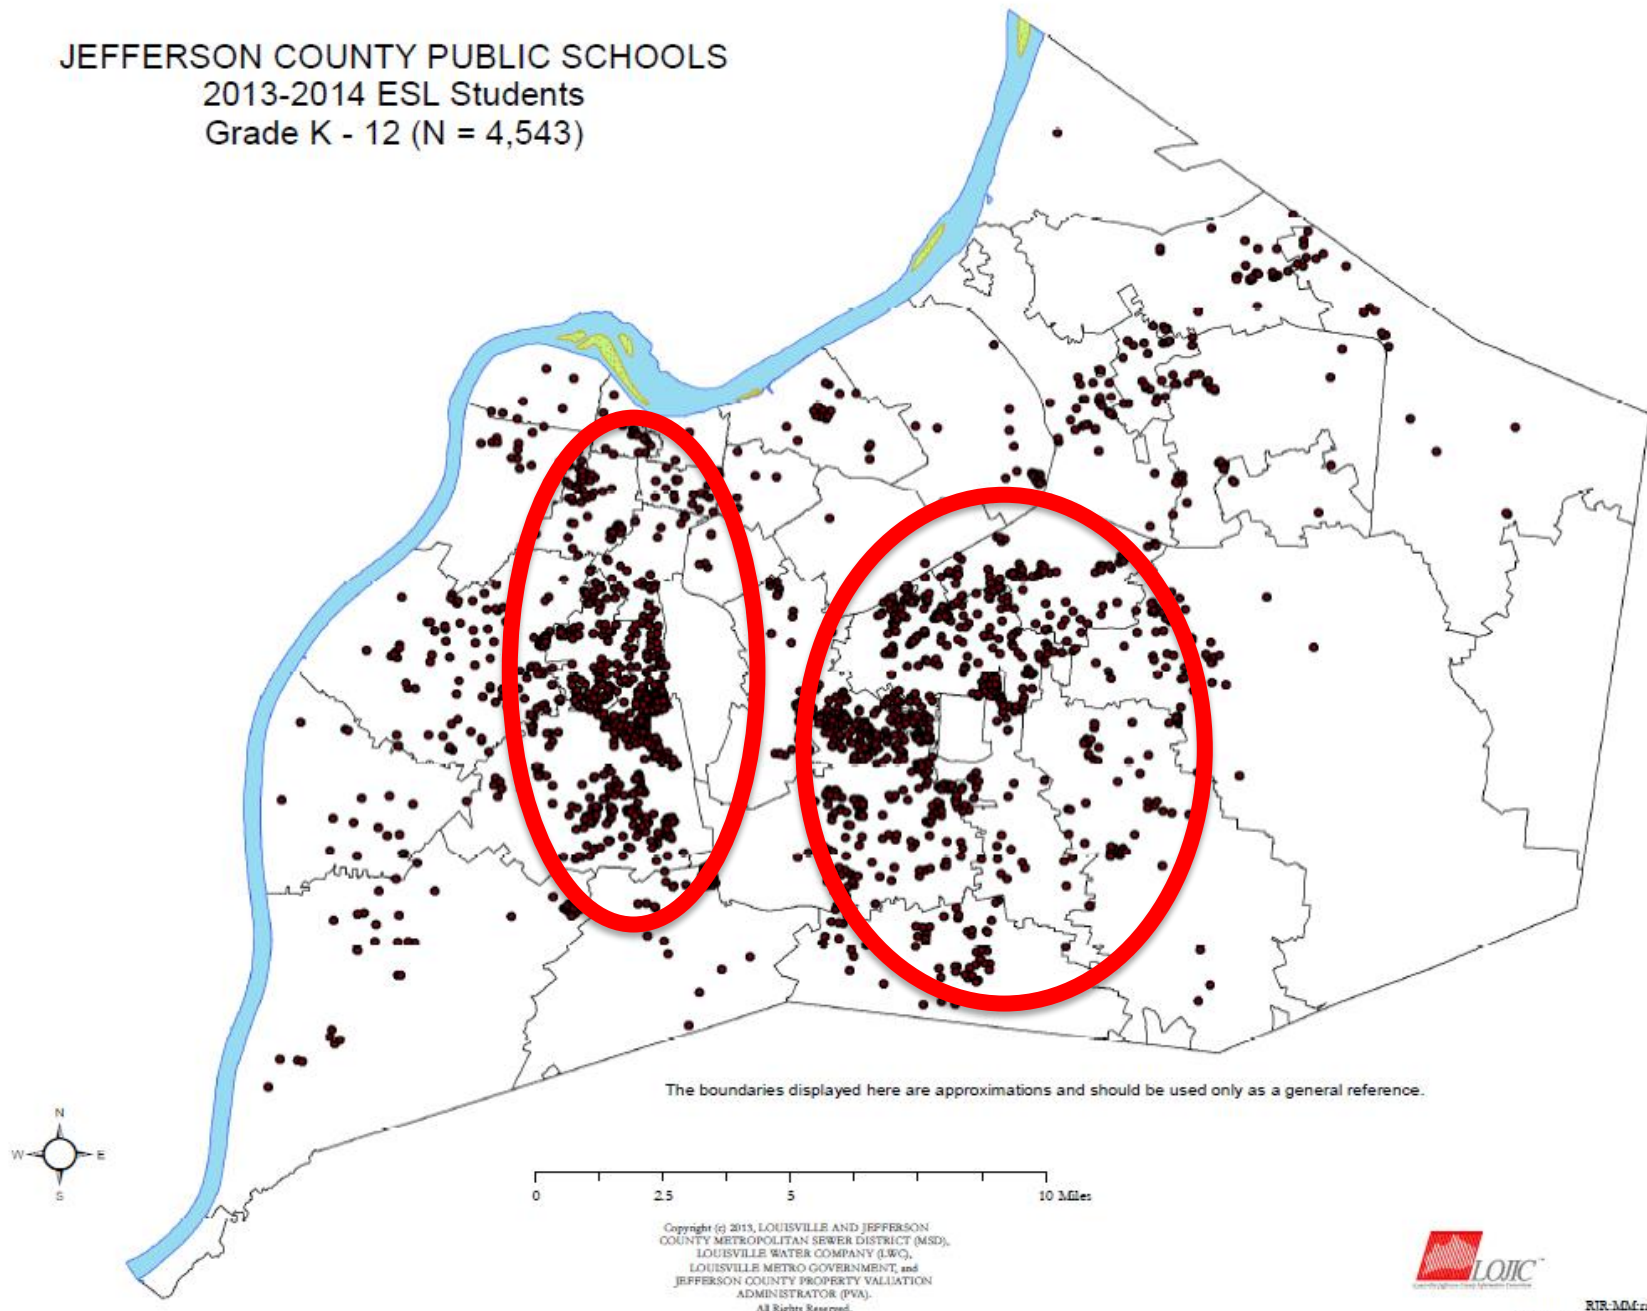 JEFFERSON COUNTY PUBLIC SCHOOLS
2013-2014 ESL Students
Grade K - 12 (N = 4,543)
The boundaries displayed here are approximations and should be used only as a general reference.
N
W E
S
0 2.5 5 10 Miles
Copyright (c) 2013, LOUISVILLE AND JEFFERSON
COUNTY METROPOLITAN SEWER DISTRICT (MSD),
LOUISVILLE WATER COMPANY (LWC),
LOUISVILLE METRO GOVERNMENT, and
JEFFERSON COUNTY PROPERTY VALUATION
ADMINISTRATOR (PVA).
All Rights Reserved.
LOJIC